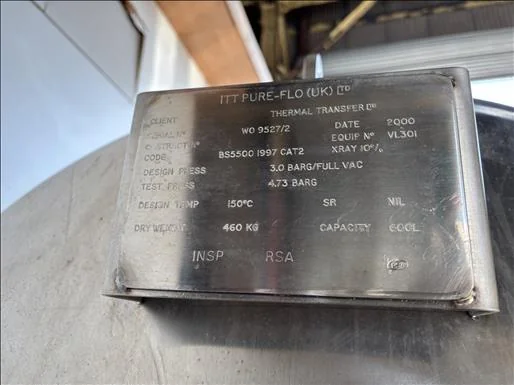 ITT PURE-FLO (UK) LTD
CLIENT THERMAL TRANSFER LTD
SERIAL Nº WO 9527/2 DATE 2000
EQUIP Nº VL301
CODE BS5500 1997 CAT2 XRAY 10%
DESIGN PRESS 3.0 BARG/FULL VAC
TEST PRESS 4.73 BARG
DESIGN TEMP 150ºC SR NIL
DRY WEIGHT 460 KG CAPACITY 600L
INSP RSA